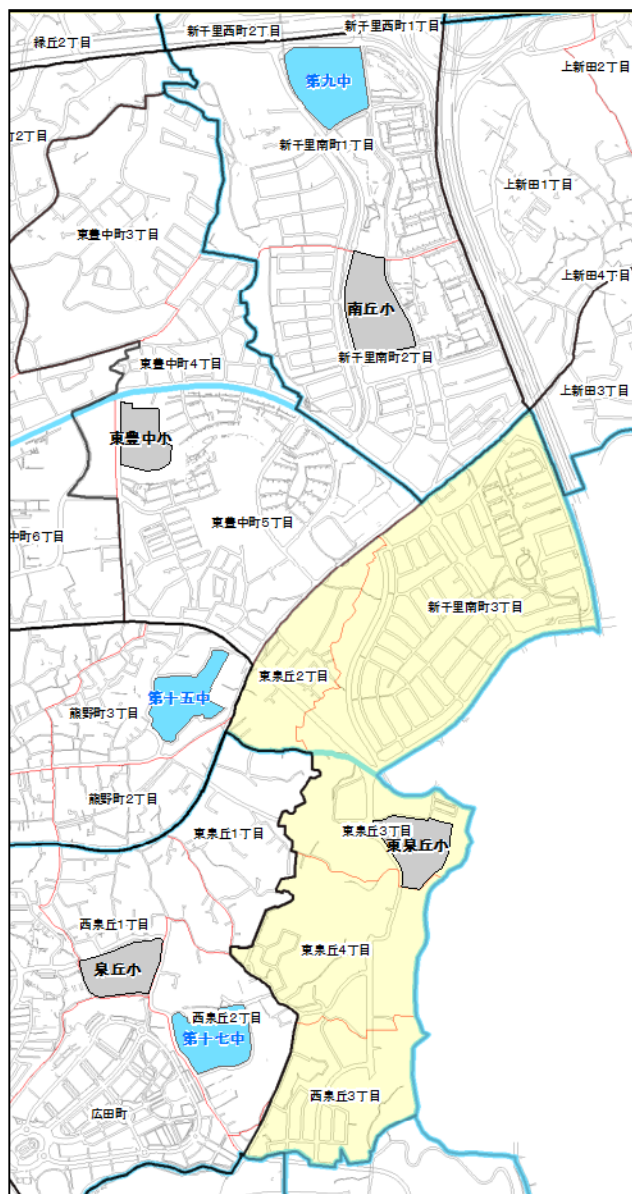 新千里西町2丁目
新千里西町1丁目
緑丘2丁目
上新田2丁目
第九中
町2丁目
新千里南町1丁目
上新田1丁目
東豊中町3丁目
上新田4丁目
南丘小
新千里南町2丁目
東豊中町4丁目
上新田3丁目
東豊中小
東豊中町5丁目
中町6丁目
新千里南町3丁目
東泉丘2丁目
第十五中
熊野町3丁目
熊野町2丁目
東泉丘1丁目
東泉丘3丁目
東泉丘小
西泉丘1丁目
東泉丘4丁目
泉丘小
西泉丘2丁目
第十七中
西泉丘3丁目
広田町